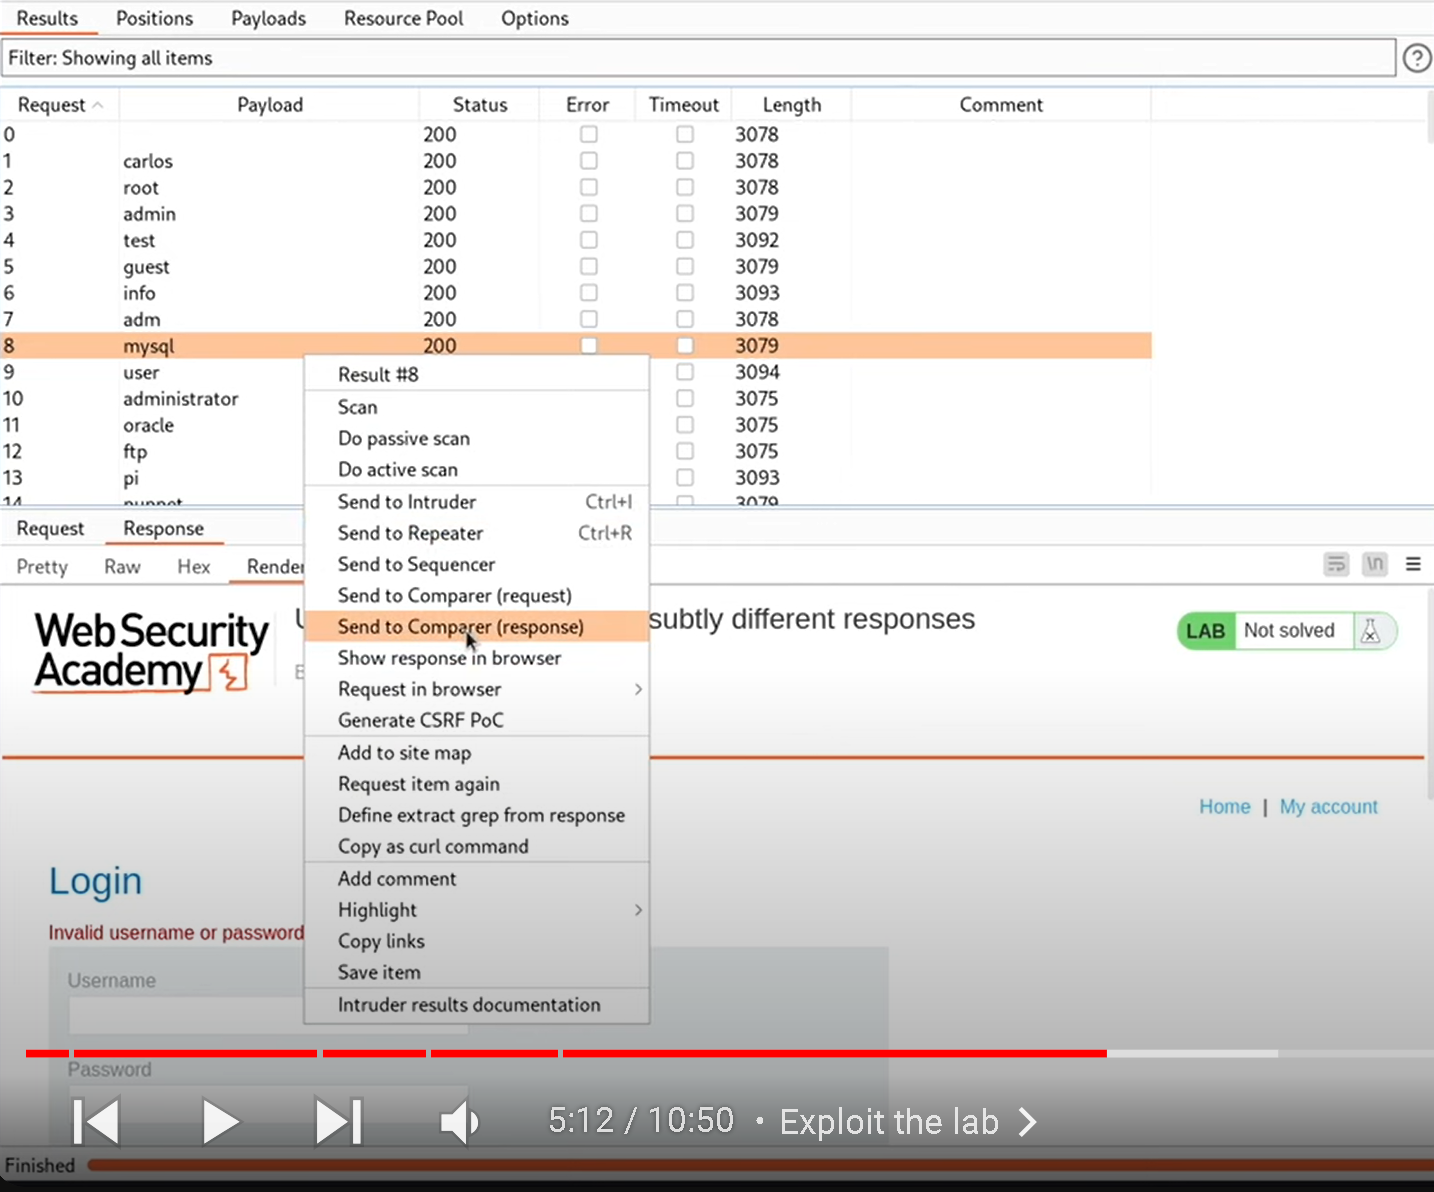 Results Positions Payloads Resource Pool Options
Filter: Showing all items
Request Payload Status Error Timeout Length Comment
0 200 3078
1 carlos 200 3078
2 root 200 3078
3 admin 200 3079
4 test 200 3092
5 guest 200 3079
6 info 200 3093
7 adm 200 3078
8 mysql 200 3079
9 user 3094
10 administrator 3075
11 oracle 3075
12 ftp 3075
13 pi 3093
14 puppet 3079
Result #8
Scan
Do passive scan
Do active scan
Send to Intruder Ctrl+I
Send to Repeater Ctrl+R
Send to Sequencer
Send to Comparer (request)
Send to Comparer (response)
Show response in browser
Request in browser
Generate CSRF PoC
Add to site map
Request item again
Define extract grep from response
Copy as curl command
Add comment
Highlight
Copy links
Save item
Intruder results documentation
Request Response
Pretty Raw Hex Render
\n
Web Security
Academy
subtly different responses
LAB Not solved
Home | My account
Login
Invalid username or password
Username
Password
5:12 / 10:50 • Exploit the lab
Finished